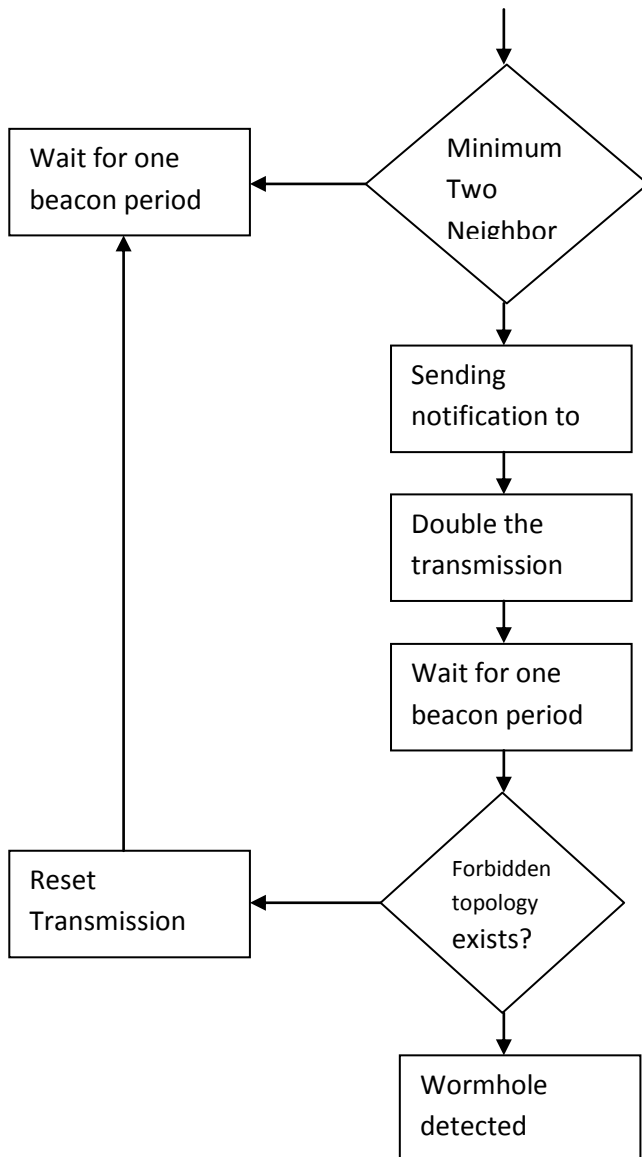 Wait for one
beacon period
Minimum
Two
Neighbor
Sending
notification to
Double the
transmission
Wait for one
beacon period
Forbidden
topology
exists?
Reset
Transmission
Wormhole
detected